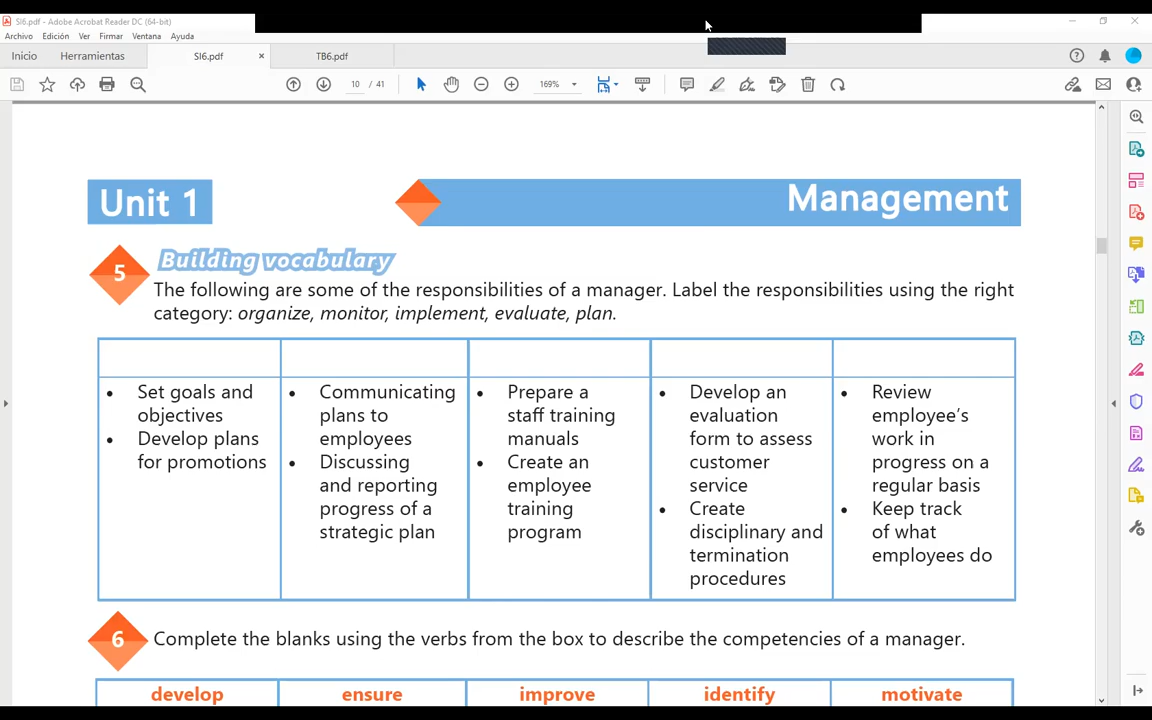 SI6.pdf - Adobe Acrobat Reader DC (64-bit)
Archivo Edición Ver Firmar Ventana Ayuda
Inicio Herramientas SI6.pdf × TB6.pdf
10 / 41 169%
Unit 1 Management
5 Building vocabulary
The following are some of the responsibilities of a manager. Label the responsibilities using the right
category: organize, monitor, implement, evaluate, plan.
• Set goals and
objectives
• Develop plans
for promotions
• Communicating
plans to
employees
• Discussing
and reporting
progress of a
strategic plan
• Prepare a
staff training
manuals
• Create an
employee
training
program
• Develop an
evaluation
form to assess
customer
service
• Create
disciplinary and
termination
procedures
• Review
employee's
work in
progress on a
regular basis
• Keep track
of what
employees do
6 Complete the blanks using the verbs from the box to describe the competencies of a manager.
develop ensure improve identify motivate